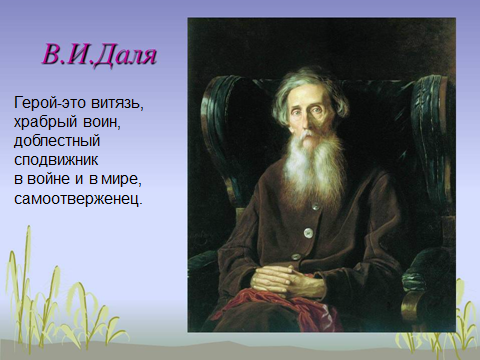 В.И.Даля
Герой-это витязь,
храбрый воин,
доблестный
сподвижник
в войне и в мире,
самоотверженец.